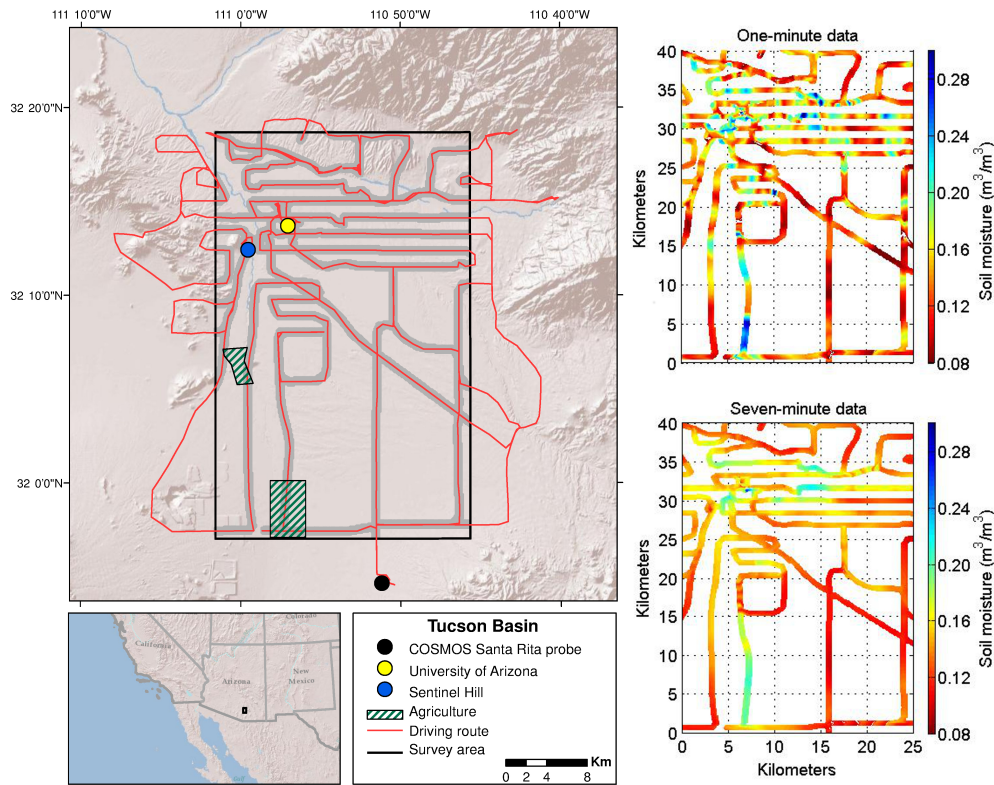 111 10'0"W
111 0'0"W
110 50'0"W
110 40'0"W
32 20'0"N
32 10'0"N
32 0'0"N
California
Arizona
Colorado
New
Mexico
Tucson Basin
COSMOS Santa Rita probe
University of Arizona
Sentinel Hill
Agriculture
Driving route
Survey area
Km
0 2 4 8
One-minute data
40
35
30
25
20
15
10
5
0
Kilometers
0.28
0.24
0.20
0.16
0.12
0.08
Soil moisture (m3/m3)
Seven-minute data
40
35
30
25
20
15
10
5
0
Kilometers
0 5 10 15 20 25
Kilometers
0.28
0.24
0.20
0.16
0.12
0.08
Soil moisture (m3/m3)